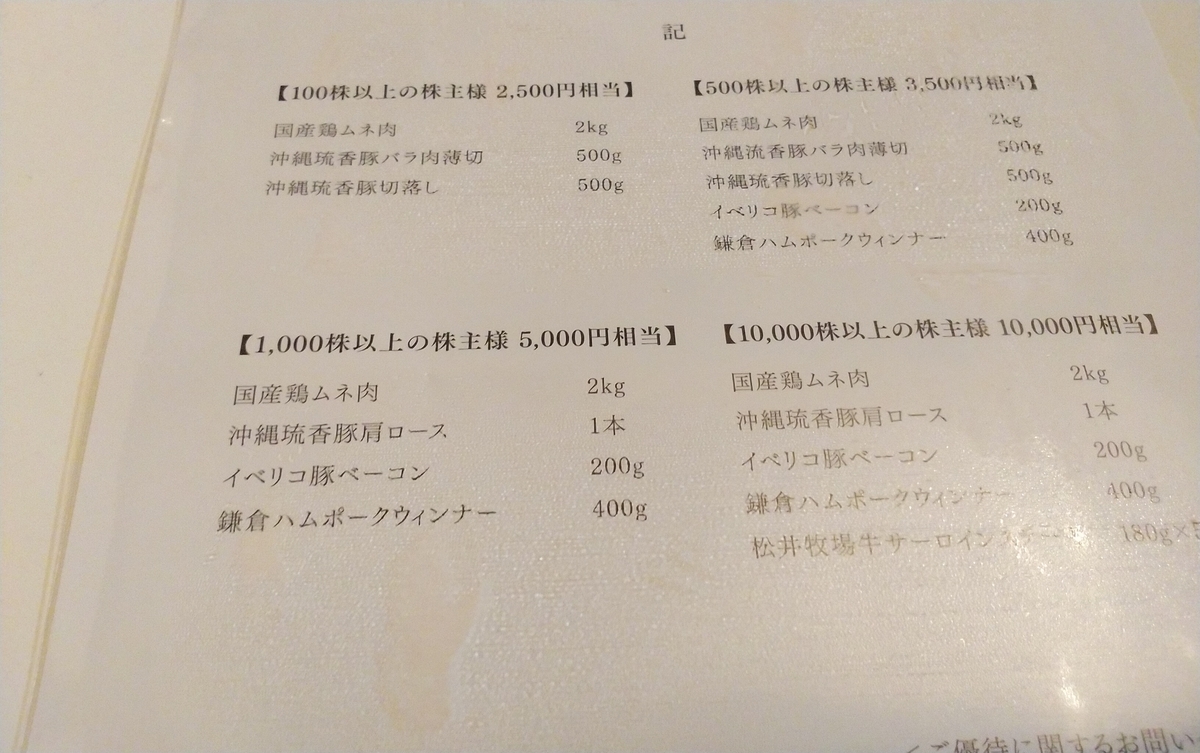 記
【100株以上の株主様 2,500円相当】
国産鶏ムネ肉 2kg
沖縄琉香豚バラ肉薄切 500g
沖縄琉香豚切落し 500g
【500株以上の株主様 3,500円相当】
国産鶏ムネ肉 2kg
沖縄流香豚バラ肉薄切 500g
沖縄琉香豚切落し 500g
イベリコ豚ベーコン 200g
鎌倉ハムポークウィンナー 400g
【1,000株以上の株主様 5,000円相当】
国産鶏ムネ肉 2kg
沖縄琉香豚肩ロース 1本
イベリコ豚ベーコン 200g
鎌倉ハムポークウィンナー 400g
【10,000株以上の株主様 10,000円相当】
国産鶏ムネ肉 2kg
沖縄琉香豚肩ロース 1本
イベリコ豚ベーコン 200g
鎌倉ハムポークウィンナー 400g
松井牧場牛サーロイン 180g×
ご優待に関するお問い